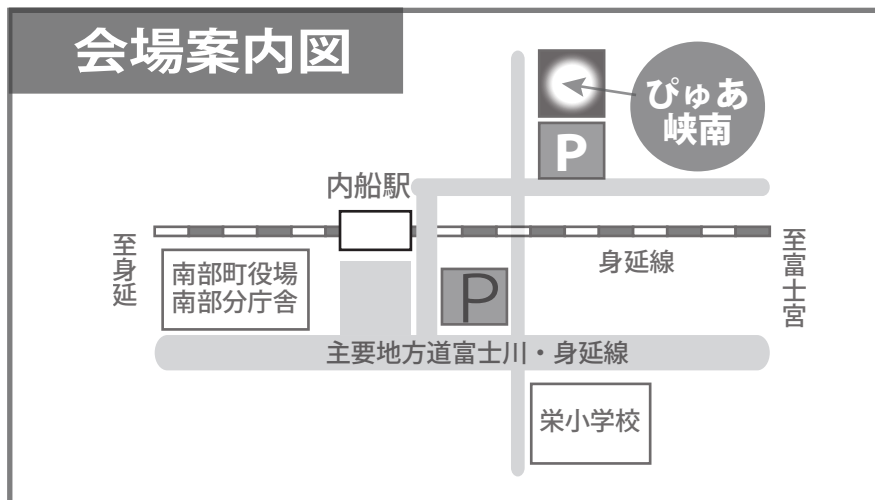 会場案内図
ぴゅあ
峡南
P
内船駅
至身延
身延線
至富士宮
南部町役場
南部分庁舎
P
主要地方道富士川・身延線
栄小学校